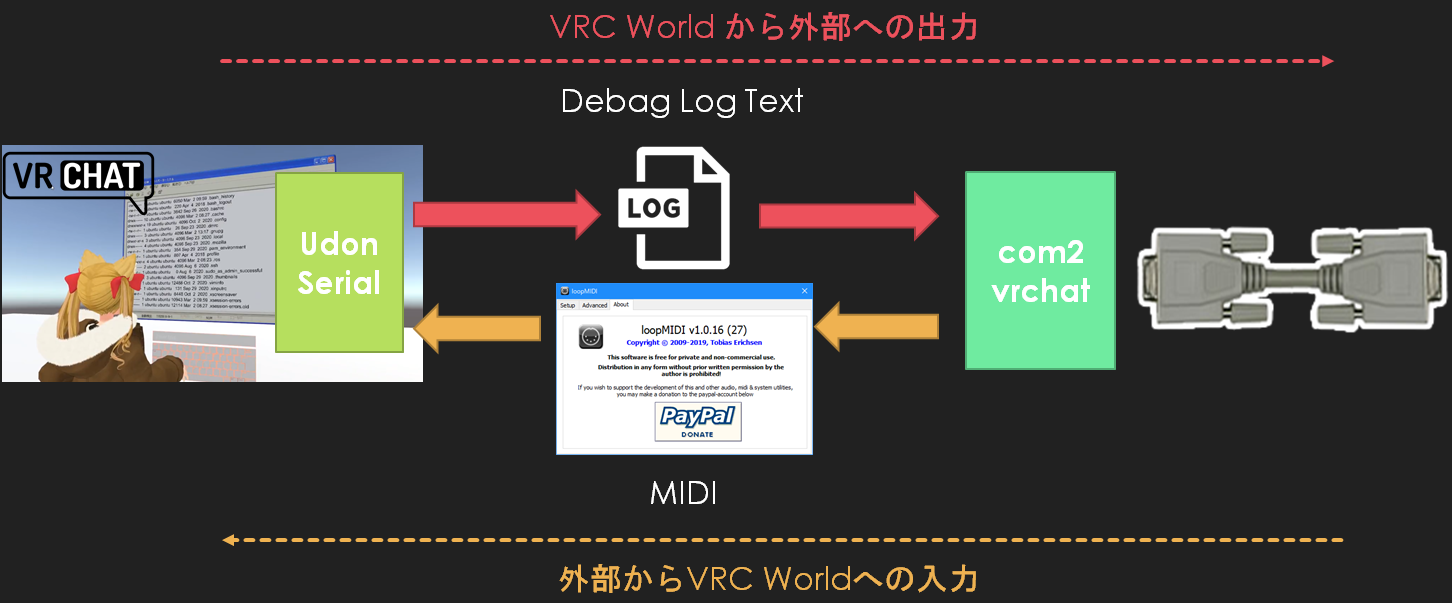 VRC World から外部への出力
Debag Log Text
VR CHAT
Udon
Serial
LOG
com2
vrchat
loopMIDI
Setup Advanced About
loopMIDI v1.0.16 (27)
Copyright © 2009-2019, Tobias Erichsen
This software is free for private and non-commercial use.
Distribution in any form without prior written permission by the
author is prohibited!
If you wish to support the development of this and other audio, midi & system utilities,
you may make a donation to the paypal-account below
PayPal
DONATE
MIDI
外部からVRC Worldへの入力